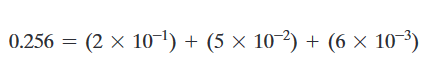 0.256 = (2 × 10⁻¹) + (5 × 10⁻²) + (6 × 10⁻³)